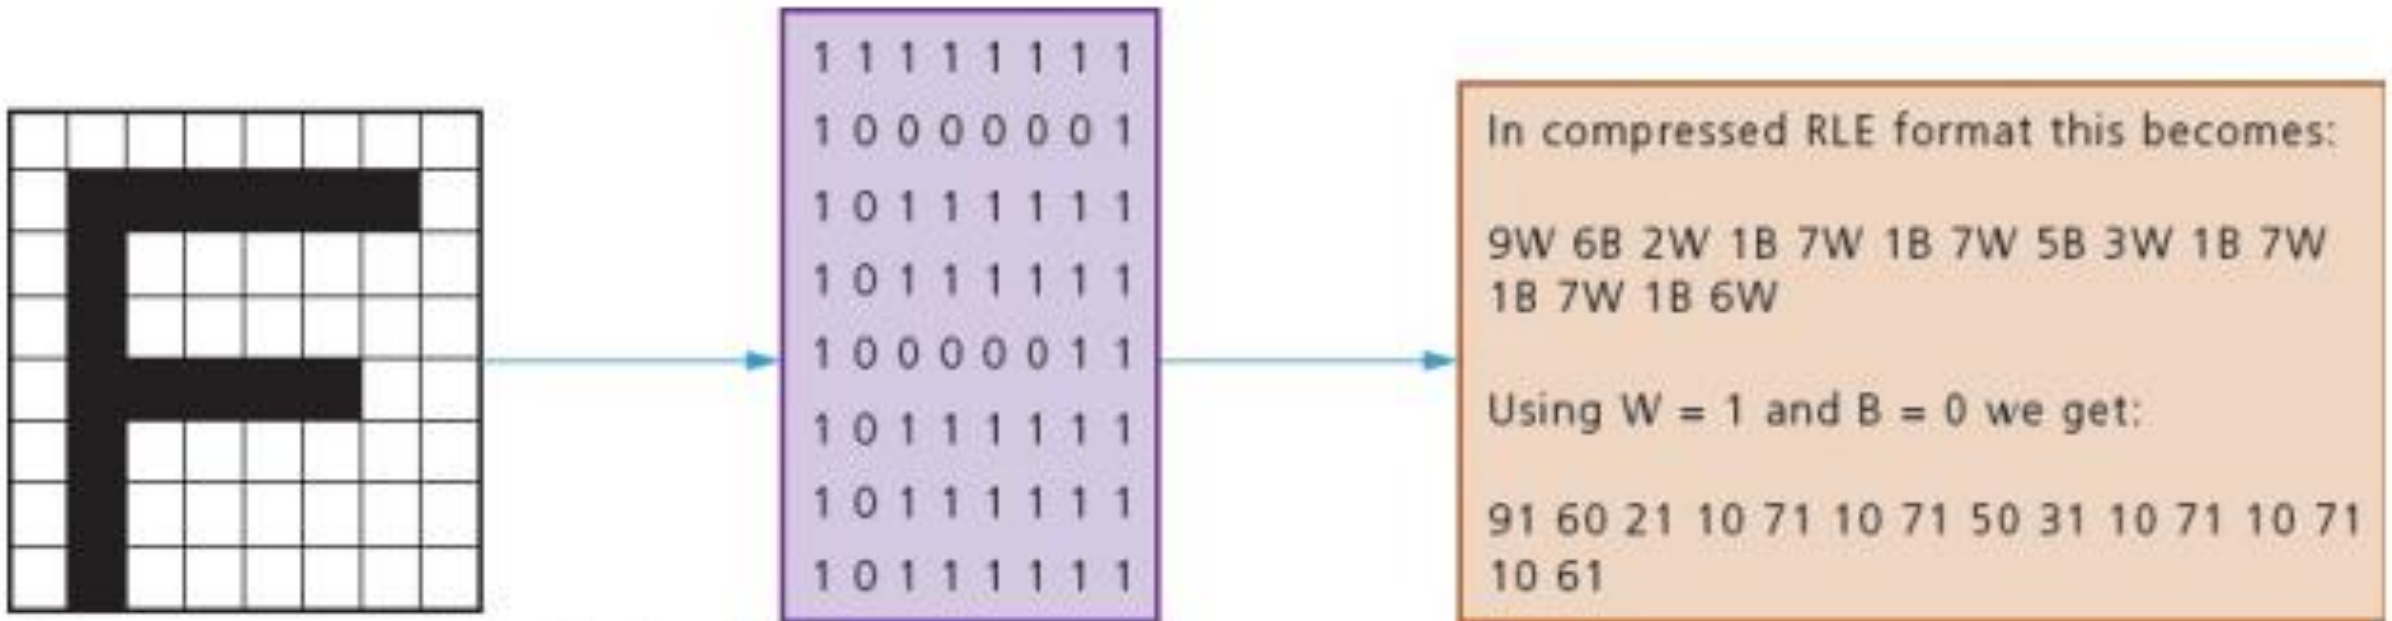 1 1 1 1 1 1 1 1
1 0 0 0 0 0 0 1
1 0 1 1 1 1 1 1
1 0 1 1 1 1 1 1
1 0 0 0 0 0 1 1
1 0 1 1 1 1 1 1
1 0 1 1 1 1 1 1
1 0 1 1 1 1 1 1
In compressed RLE format this becomes:
9W 6B 2W 1B 7W 1B 7W 5B 3W 1B 7W
1B 7W 1B 6W
Using W = 1 and B = 0 we get:
91 60 21 10 71 10 71 50 31 10 71 10 71
10 61